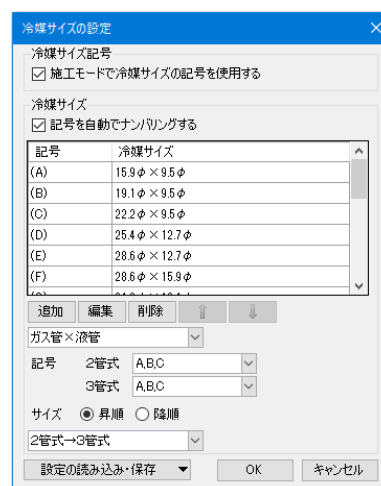 冷媒サイズの設定
冷媒サイズ記号
施工モードで冷媒サイズの記号を使用する
冷媒サイズ
記号を自動でナンバリングする
記号 冷媒サイズ
(A) 15.9φ×9.5φ
(B) 19.1φ×9.5φ
(C) 22.2φ×9.5φ
(D) 25.4φ×12.7φ
(E) 28.6φ×12.7φ
(F) 28.6φ×15.9φ
追加 編集 削除 ⇧ ⇩
ガス管×液管
記号 2管式 A,B,C
3管式 A,B,C
サイズ 昇順 降順
2管式→3管式
設定の読み込み・保存 ▼ OK キャンセル